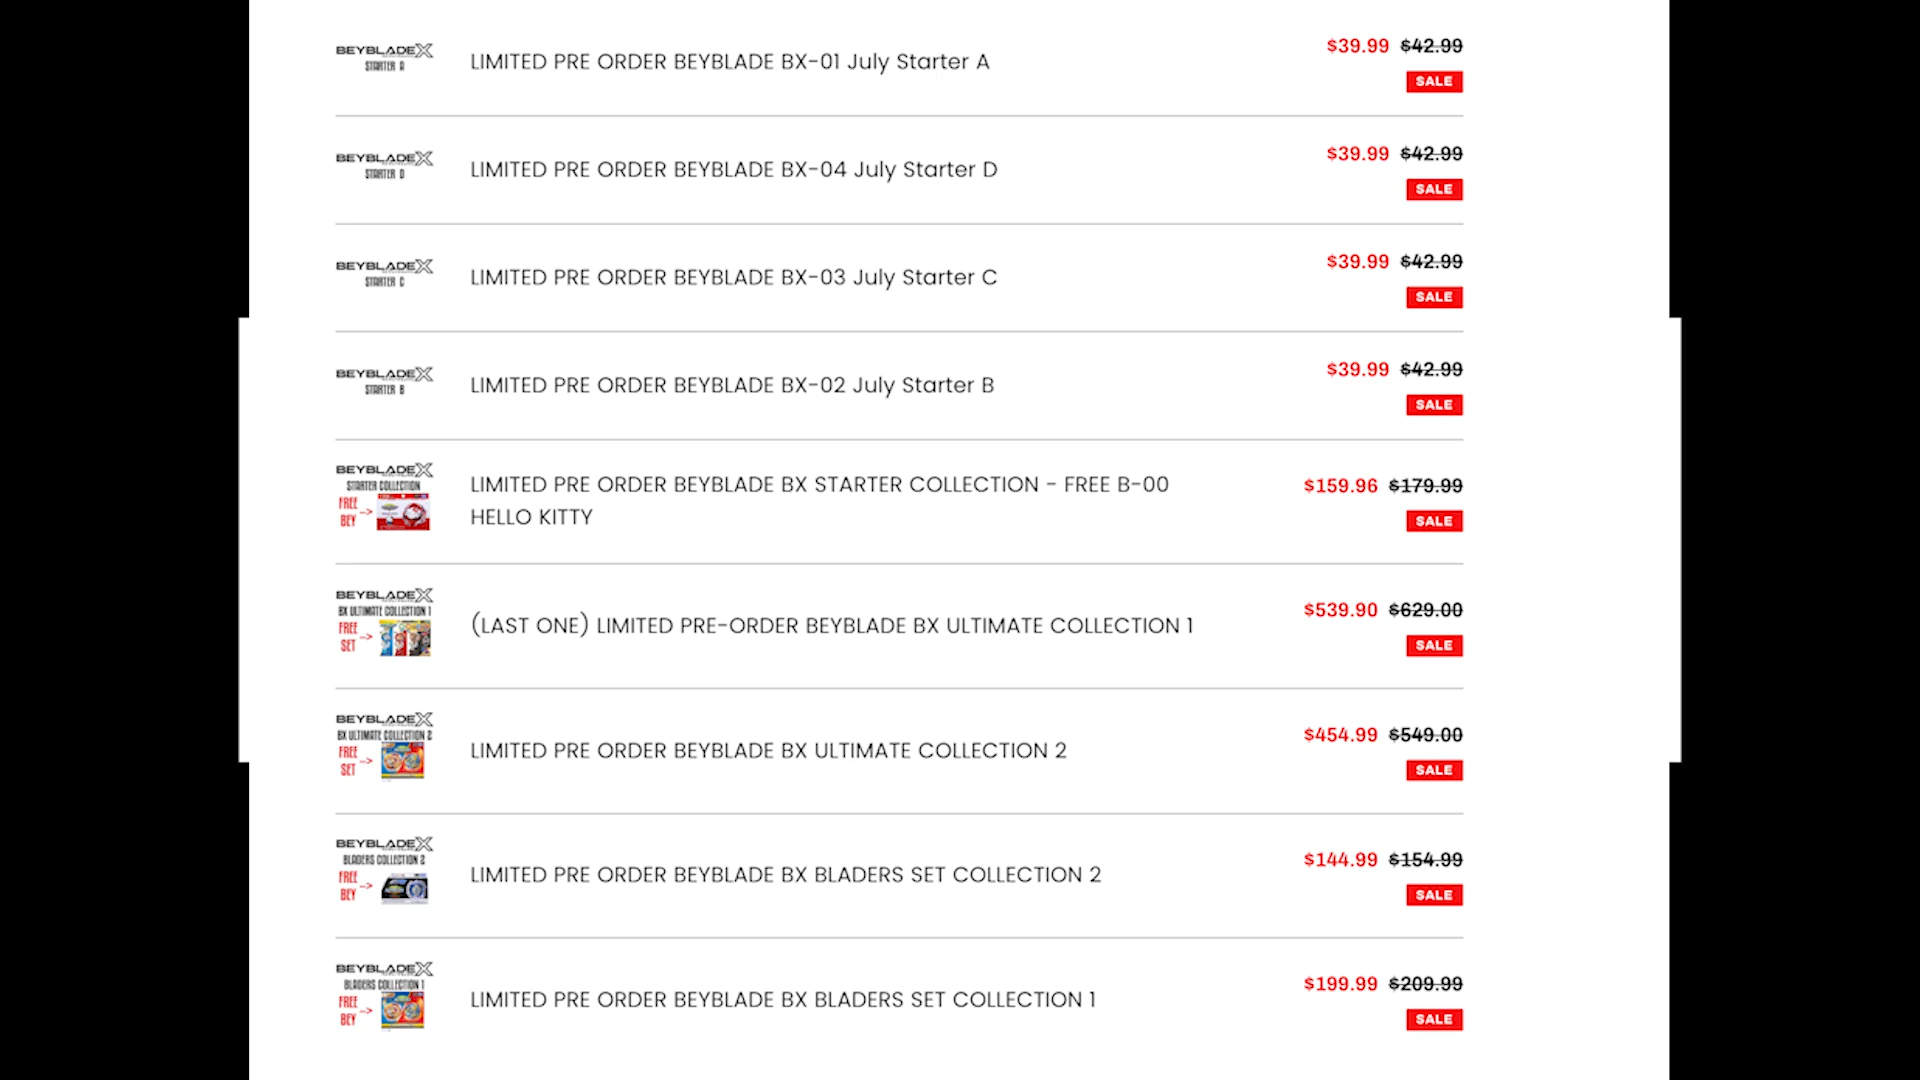 BEYBLADE X
STARTER A
LIMITED PRE ORDER BEYBLADE BX-01 July Starter A
$39.99 $42.99
SALE
BEYBLADE X
STARTER D
LIMITED PRE ORDER BEYBLADE BX-04 July Starter D
$39.99 $42.99
SALE
BEYBLADE X
STARTER C
LIMITED PRE ORDER BEYBLADE BX-03 July Starter C
$39.99 $42.99
SALE
BEYBLADE X
STARTER B
LIMITED PRE ORDER BEYBLADE BX-02 July Starter B
$39.99 $42.99
SALE
BEYBLADE X
STARTER COLLECTION
FREE
BEY -->
LIMITED PRE ORDER BEYBLADE BX STARTER COLLECTION - FREE B-00
HELLO KITTY
$159.96 $179.99
SALE
BEYBLADE X
BX ULTIMATE COLLECTION 1
FREE
SET -->
(LAST ONE) LIMITED PRE-ORDER BEYBLADE BX ULTIMATE COLLECTION 1
$539.90 $629.00
SALE
BEYBLADE X
BX ULTIMATE COLLECTION 2
FREE
SET -->
LIMITED PRE ORDER BEYBLADE BX ULTIMATE COLLECTION 2
$454.99 $549.00
SALE
BEYBLADE X
BLADERS COLLECTION 2
FREE
BEY -->
LIMITED PRE ORDER BEYBLADE BX BLADERS SET COLLECTION 2
$144.99 $154.99
SALE
BEYBLADE X
BLADERS COLLECTION 1
FREE
BEY -->
LIMITED PRE ORDER BEYBLADE BX BLADERS SET COLLECTION 1
$199.99 $209.99
SALE